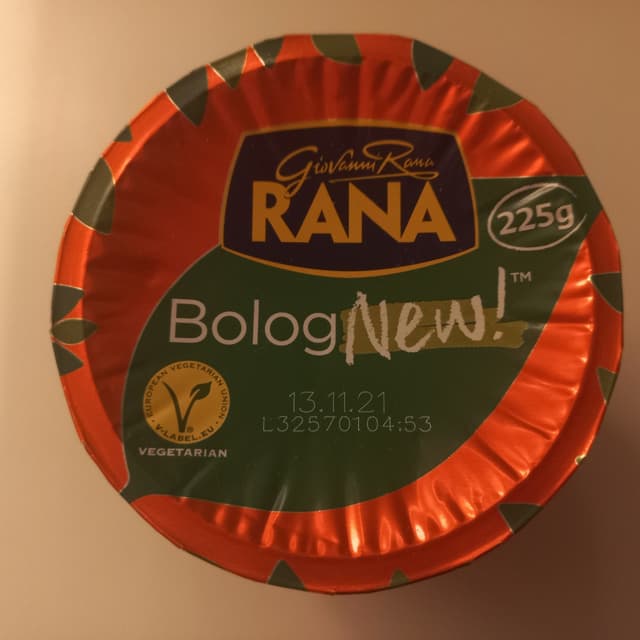 Giovanni Rana
RANA
225g
BologNew!™
EUROPEAN VEGETARIAN UNION
V-LABEL.EU
VEGETARIAN
13.11.21
L32570104:53